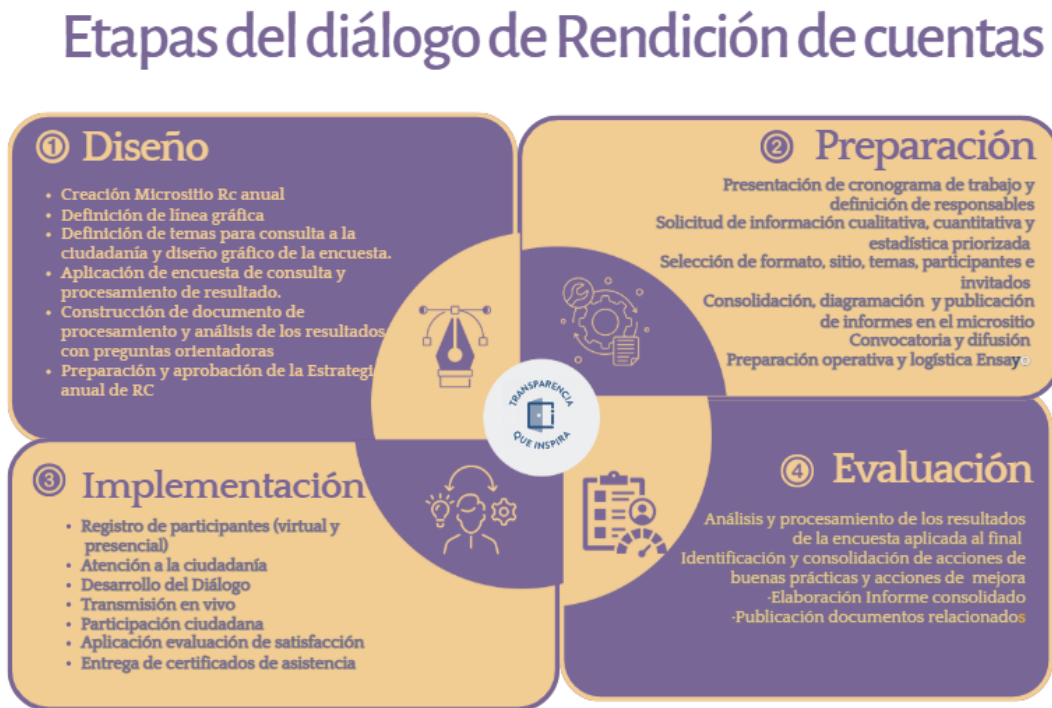 Etapas del diálogo de Rendición de cuentas
① Diseño
• Creación Micrositio Rc anual
• Definición de línea gráfica
• Definición de temas para consulta a la
ciudadanía y diseño gráfico de la encuesta.
• Aplicación de encuesta de consulta y
procesamiento de resultado.
• Construcción de documento de
procesamiento y análisis de los resultados
con preguntas orientadoras
• Preparación y aprobación de la Estrategi
anual de RC
② Preparación
Presentación de cronograma de trabajo y
definición de responsables
Solicitud de información cualitativa, cuantitativa y
estadística priorizada
Selección de formato, sitio, temas, participantes e
invitados
Consolidación, diagramación y publicación
de informes en el micrositio
Convocatoria y difusión
Preparación operativa y logística Ensayo
TRANSPARENCIA
QUE INSPIRA
③ Implementación
• Registro de participantes (virtual y
presencial)
• Atención a la ciudadanía
• Desarrollo del Diálogo
• Transmisión en vivo
• Participación ciudadana
• Aplicación evaluación de satisfacción
• Entrega de certificados de asistencia
④ Evaluación
Análisis y procesamiento de los resultados
de la encuesta aplicada al final
Identificación y consolidación de acciones de
buenas prácticas y acciones de mejora
·Elaboración Informe consolidado
·Publicación documentos relacionados